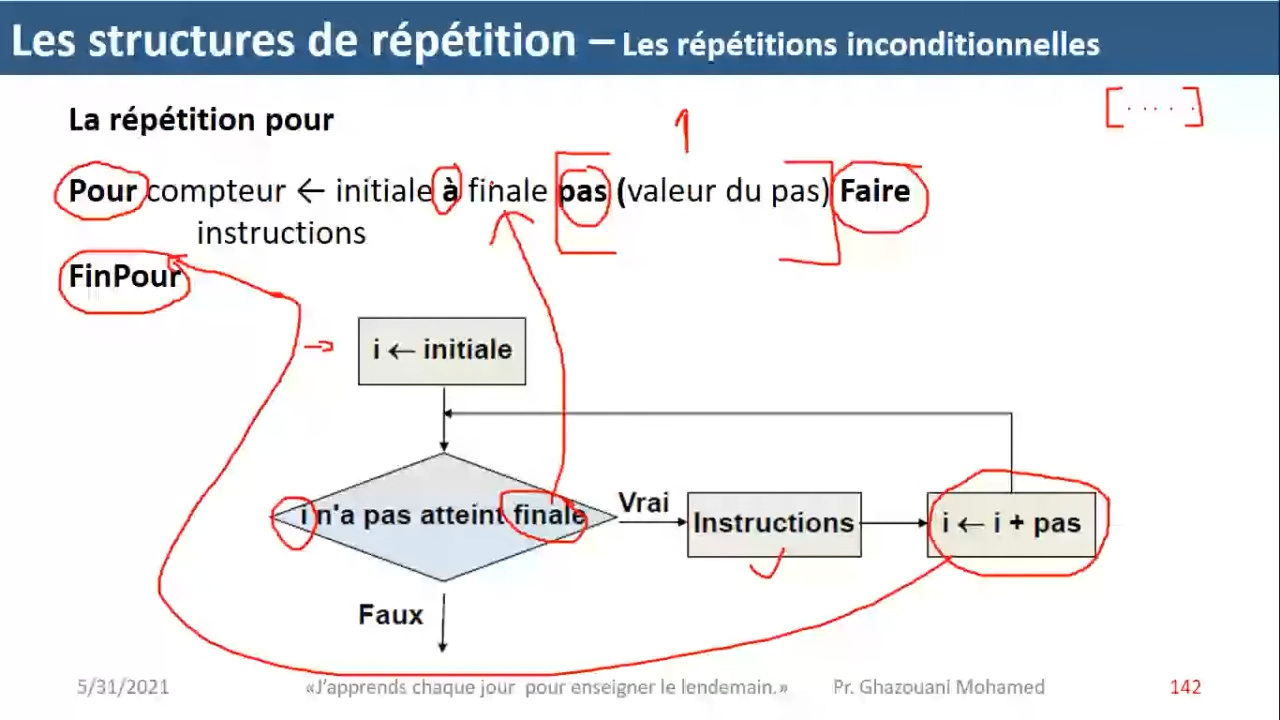 Les structures de répétition – Les répétitions inconditionnelles
[....]
La répétition pour
1
Pour compteur ← initiale à finale pas (valeur du pas) Faire
instructions
FinPour
i ← initiale
i n'a pas atteint finale
Vrai
Instructions
i ← i + pas
Faux
5/31/2021
«J’apprends chaque jour pour enseigner le lendemain.»
Pr. Ghazouani Mohamed
142